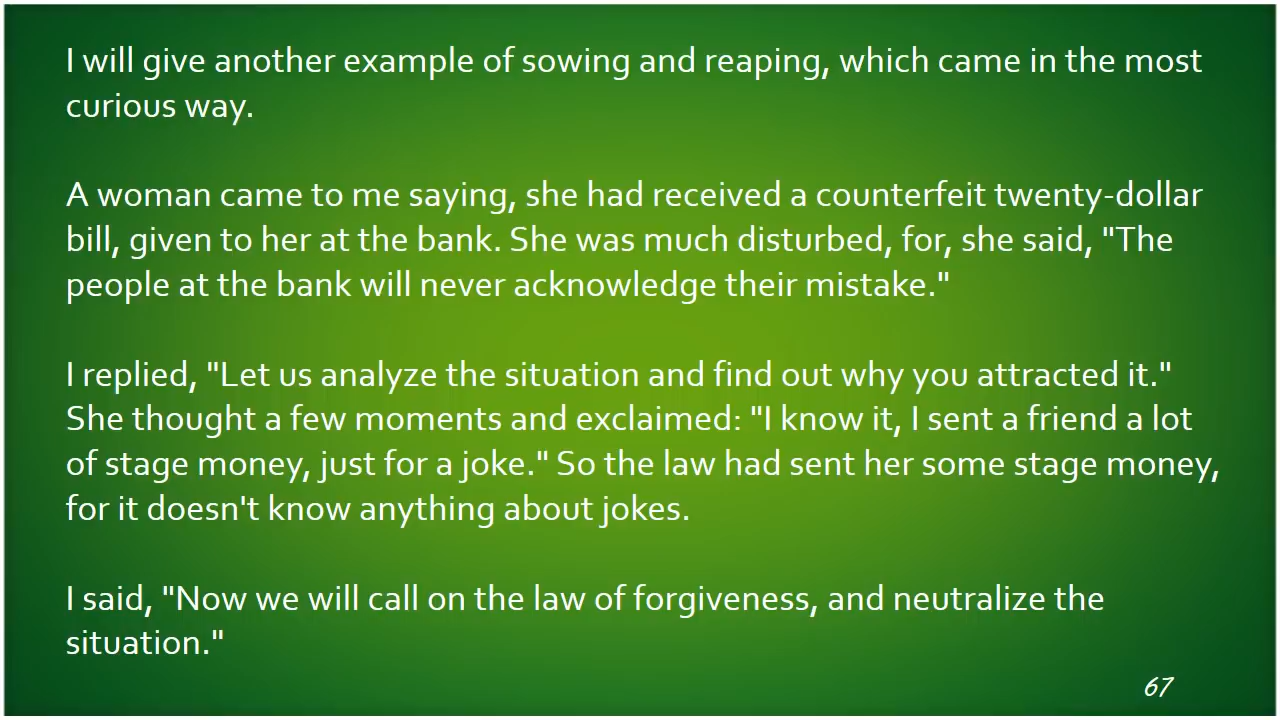 I will give another example of sowing and reaping, which came in the most
curious way.
A woman came to me saying, she had received a counterfeit twenty-dollar
bill, given to her at the bank. She was much disturbed, for, she said, "The
people at the bank will never acknowledge their mistake."
I replied, "Let us analyze the situation and find out why you attracted it."
She thought a few moments and exclaimed: "I know it, I sent a friend a lot
of stage money, just for a joke." So the law had sent her some stage money,
for it doesn't know anything about jokes.
I said, "Now we will call on the law of forgiveness, and neutralize the
situation."
67